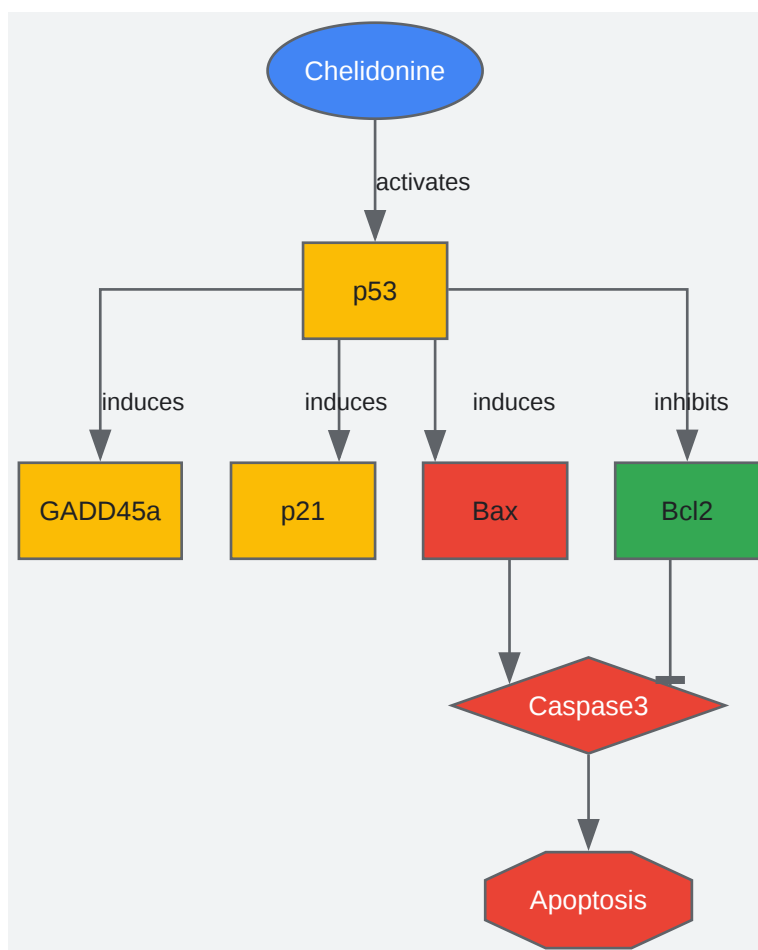 Chelidonine
activates
p53
induces
induces
induces
inhibits
GADD45a
p21
Bax
Bcl2
Caspase3
Apoptosis